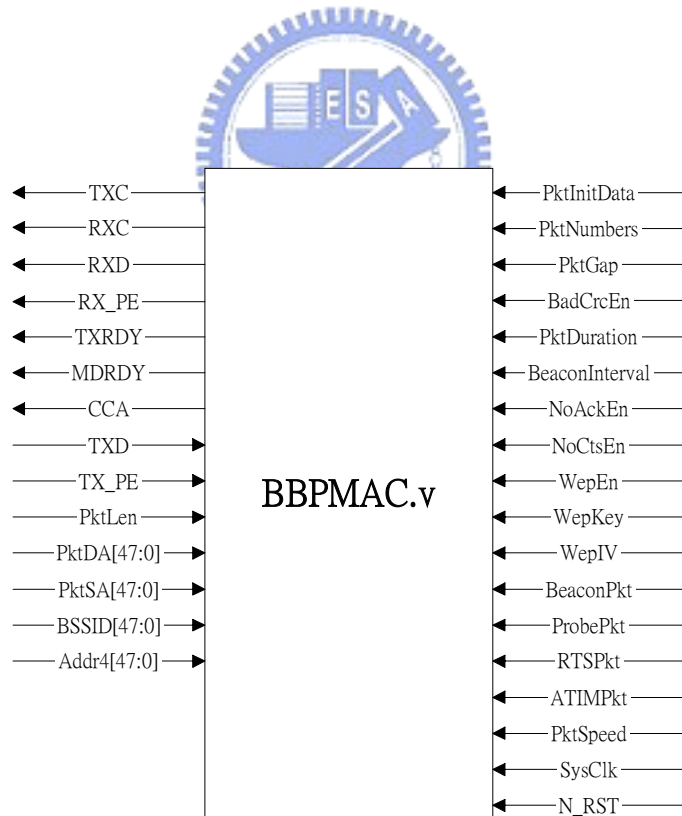 ESA
TXC
RXC
RXD
RX_PE
TXRDY
MDRDY
CCA
TXD
TX_PE
PktLen
PktDA[47:0]
PktSA[47:0]
BSSID[47:0]
Addr4[47:0]
BBPMAC.v
PktInitData
PktNumbers
PktGap
BadCrcEn
PktDuration
BeaconInterval
NoAckEn
NoCtsEn
WepEn
WepKey
WepIV
BeaconPkt
ProbePkt
RTSPkt
ATIMPkt
PktSpeed
SysClk
N_RST